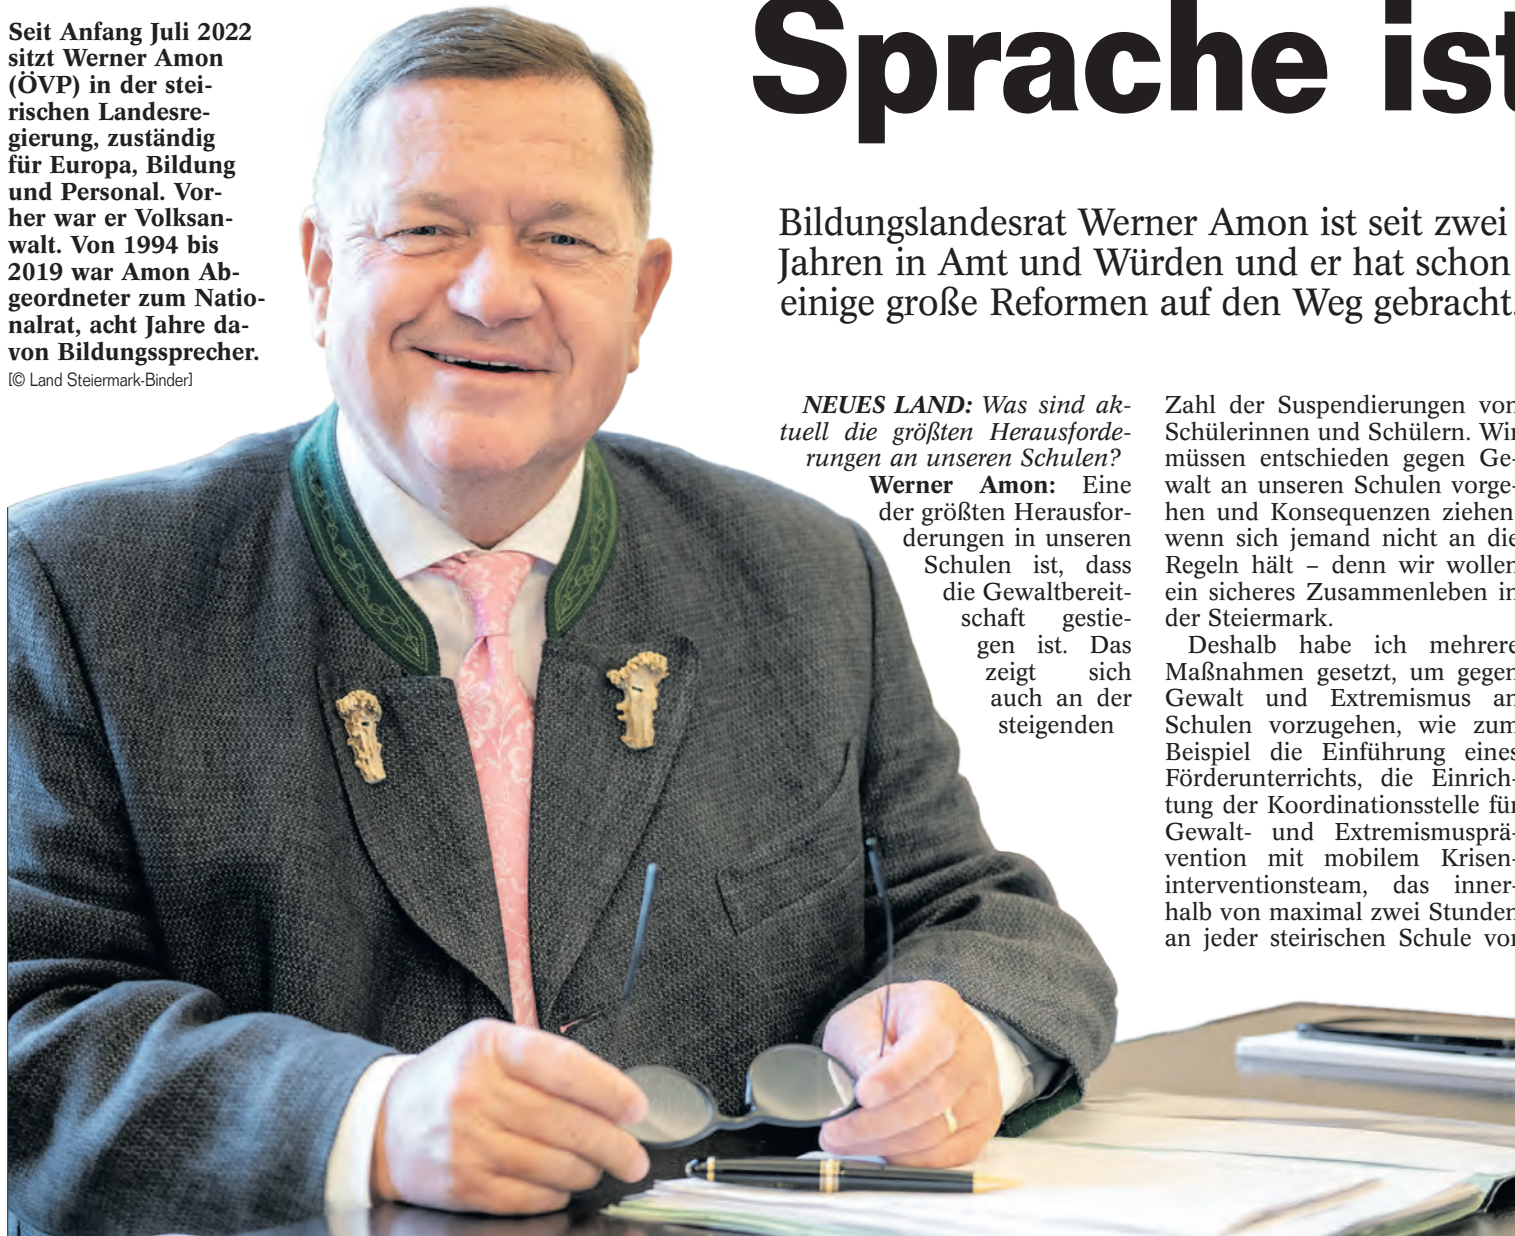 Seit Anfang Juli 2022
sitzt Werner Amon
(ÖVP) in der stei-
rischen Landesre-
gierung, zuständig
für Europa, Bildung
und Personal. Vor-
her war er Volksan-
walt. Von 1994 bis
2019 war Amon Ab-
geordneter zum Natio-
nalrat, acht Jahre da-
von Bildungssprecher.
[© Land Steiermark-Binder]
Sprache ist
Bildungslandesrat Werner Amon ist seit zwei
Jahren in Amt und Würden und er hat schon
einige große Reformen auf den Weg gebracht.
NEUES LAND: Was sind ak-
tuell die größten Herausforde-
rungen an unseren Schulen?
Werner Amon: Eine
der größten Herausfor-
derungen in unseren
Schulen ist, dass
die Gewaltbereit-
schaft gestie-
gen ist. Das
zeigt sich
auch an der
steigenden
Zahl der Suspendierungen von
Schülerinnen und Schülern. Wir
müssen entschieden gegen Ge-
walt an unseren Schulen vorge-
hen und Konsequenzen ziehen
wenn sich jemand nicht an die
Regeln hält – denn wir wollen
ein sicheres Zusammenleben in
der Steiermark.
Deshalb habe ich mehrere
Maßnahmen gesetzt, um gegen
Gewalt und Extremismus an
Schulen vorzugehen, wie zum
Beispiel die Einführung eines
Förderunterrichts, die Einrich-
tung der Koordinationsstelle für
Gewalt- und Extremismusprä-
vention mit mobilem Krisen-
interventionsteam, das inner-
halb von maximal zwei Stunden
an jeder steirischen Schule vor